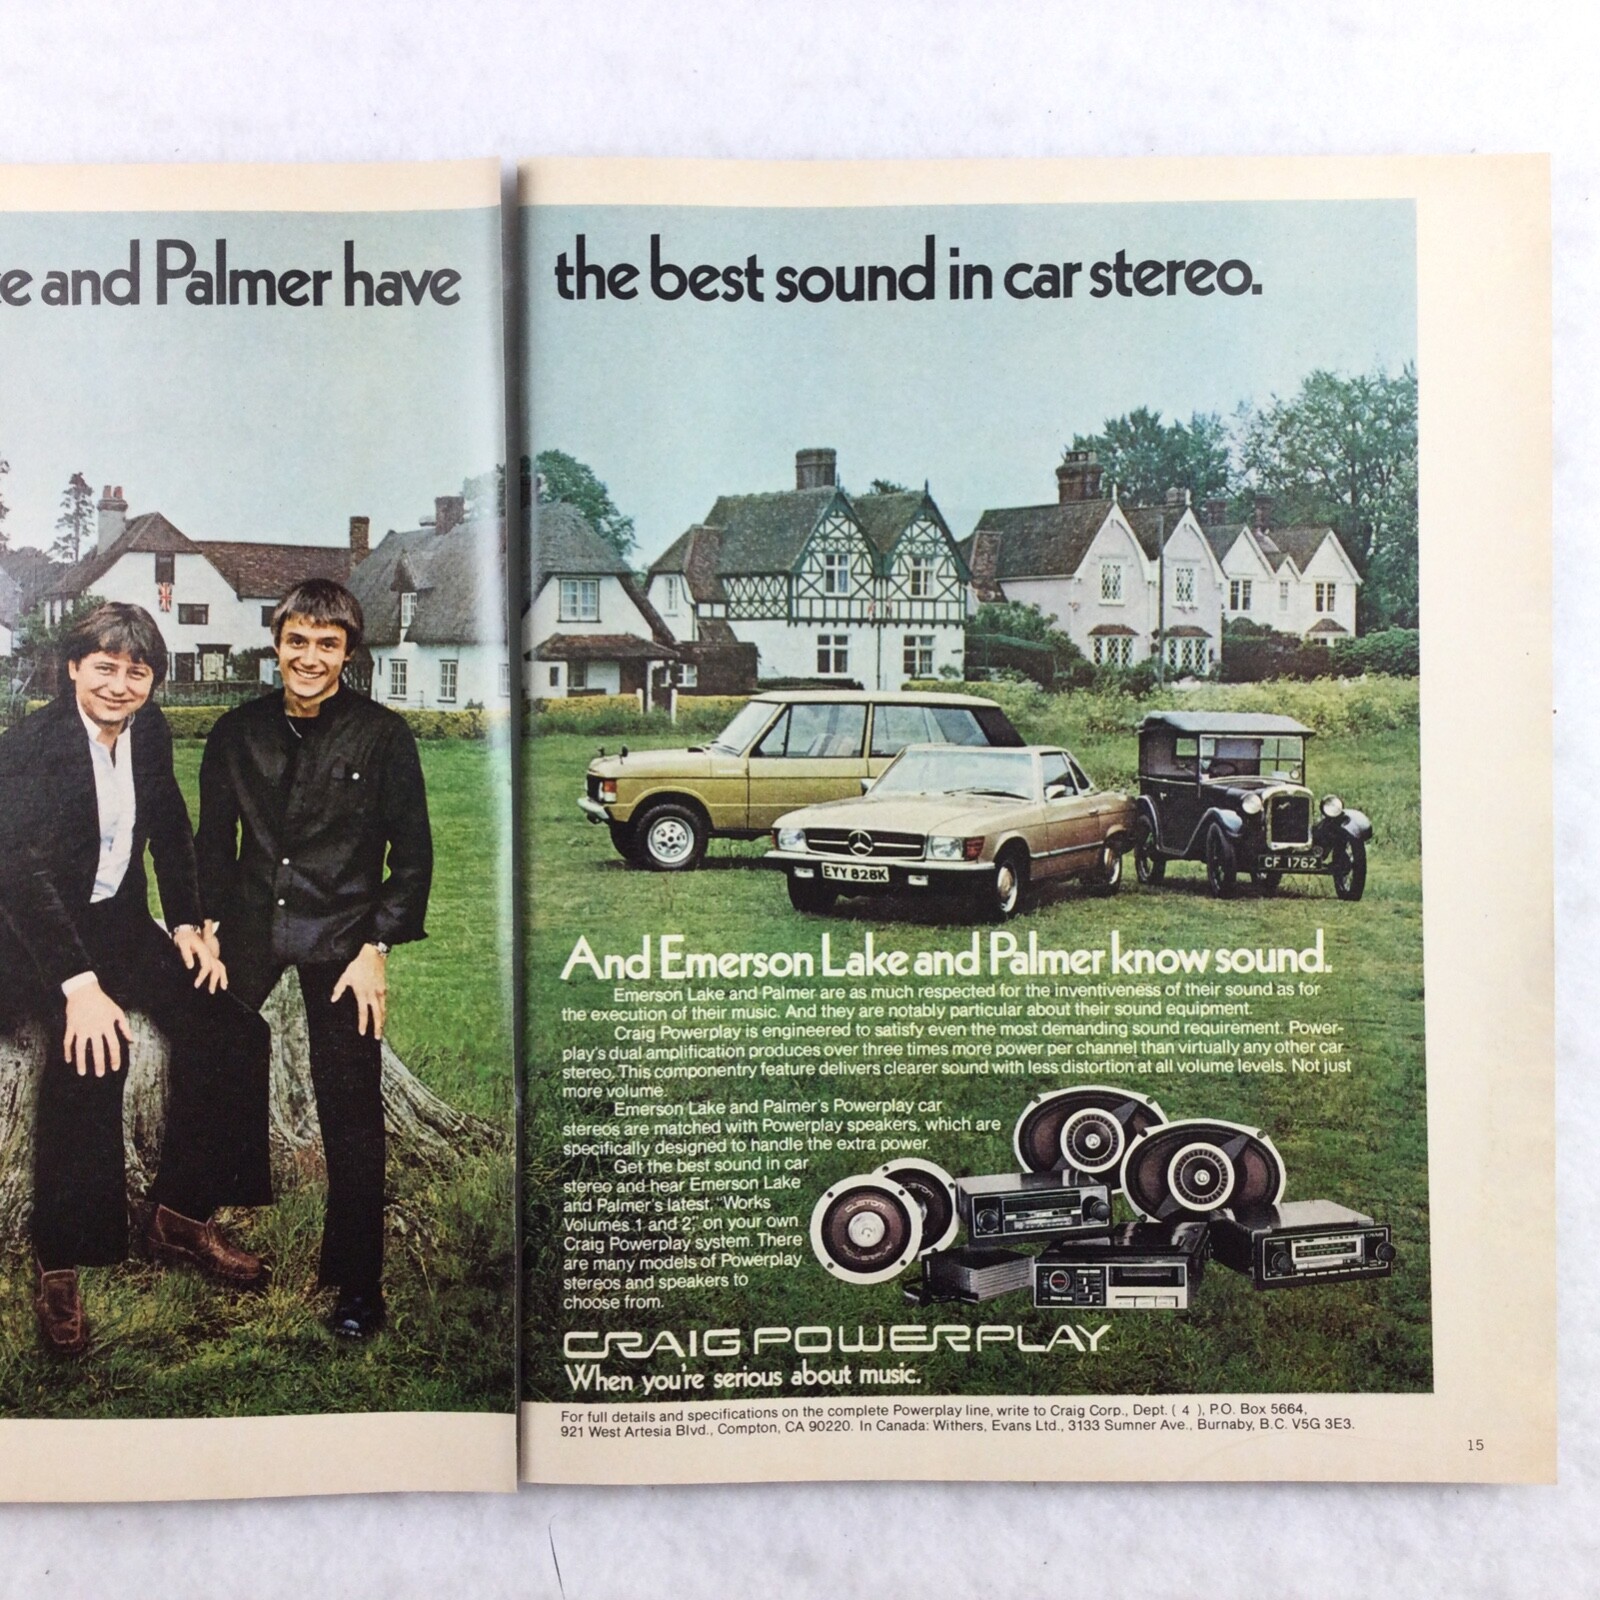 e and Palmer have the best sound in car stereo.
EYY 828K
CF 1762
And Emerson Lake and Palmer know sound.
Emerson Lake and Palmer are as much respected for the inventiveness of their sound as for
the execution of their music. And they are notably particular about their sound equipment.
Craig Powerplay is engineered to satisfy even the most demanding sound requirement. Power-
play's dual amplification produces over three times more power per channel than virtually any other car
stereo. This componentry feature delivers clearer sound with less distortion at all volume levels. Not just
more volume.
Emerson Lake and Palmer's Powerplay car
stereos are matched with Powerplay speakers, which are
specifically designed to handle the extra power.
Get the best sound in car
stereo and hear Emerson Lake
and Palmer's latest, "Works
Volumes 1 and 2," on your own
Craig Powerplay system. There
are many models of Powerplay
stereos and speakers to
choose from.
CRAIG POWERPLAY
When you're serious about music.
For full details and specifications on the complete Powerplay line, write to Craig Corp., Dept. ( 4 ), P.O. Box 5664,
921 West Artesia Blvd., Compton, CA 90220. In Canada: Withers, Evans Ltd., 3133 Sumner Ave., Burnaby, B.C. V5G 3E3.
15